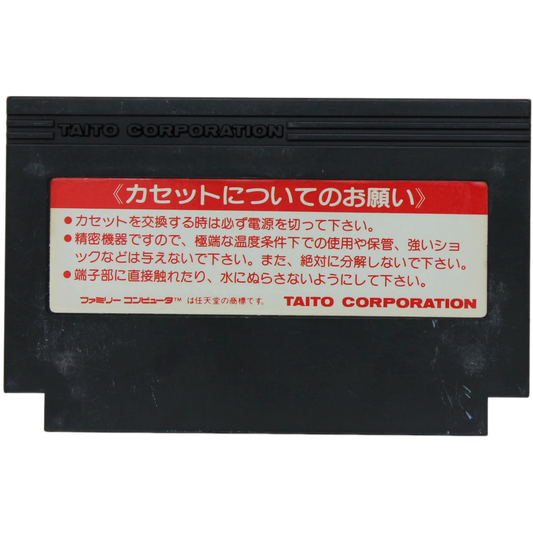 TAITO CORPORATION
《カセットについてのお願い》
●カセットを交換する時は必ず電源を切って下さい。
●精密機器ですので、極端な温度条件下での使用や保管、強いショ
ックなどは与えないで下さい。また、絶対に分解しないで下さい。
●端子部に直接触れたり、水にぬらさないようにして下さい。
ファミリー コンピュータ™ は任天堂の商標です。 TAITO CORPORATION